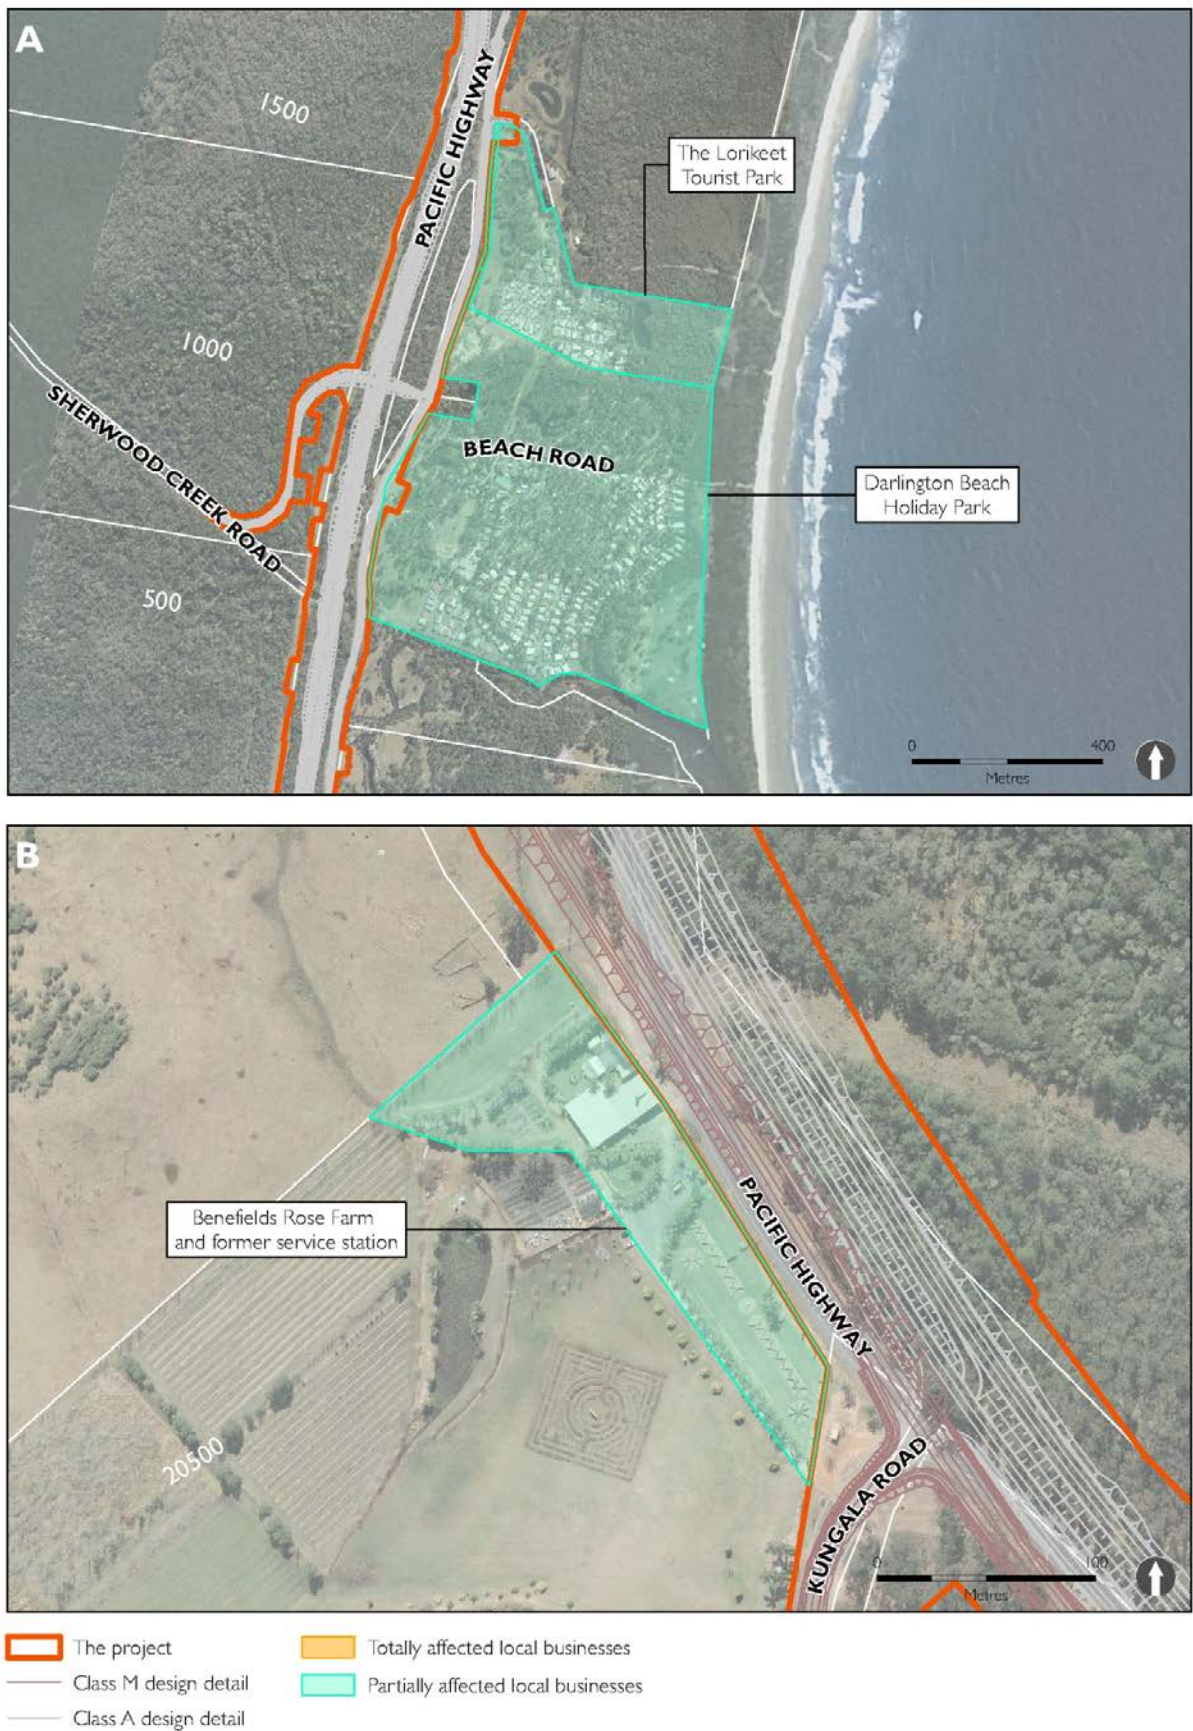 A
1500
PACIFIC HIGHWAY
The Lorikeet
Tourist Park
1000
SHERWOOD CREEK ROAD
BEACH ROAD
Darlington Beach
Holiday Park
500
0 400
Metres
B
PACIFIC HIGHWAY
Benefields Rose Farm
and former service station
20500
KUNGALA ROAD
0 100
Metres
The project
Class M design detail
Class A design detail
Totally affected local businesses
Partially affected local businesses